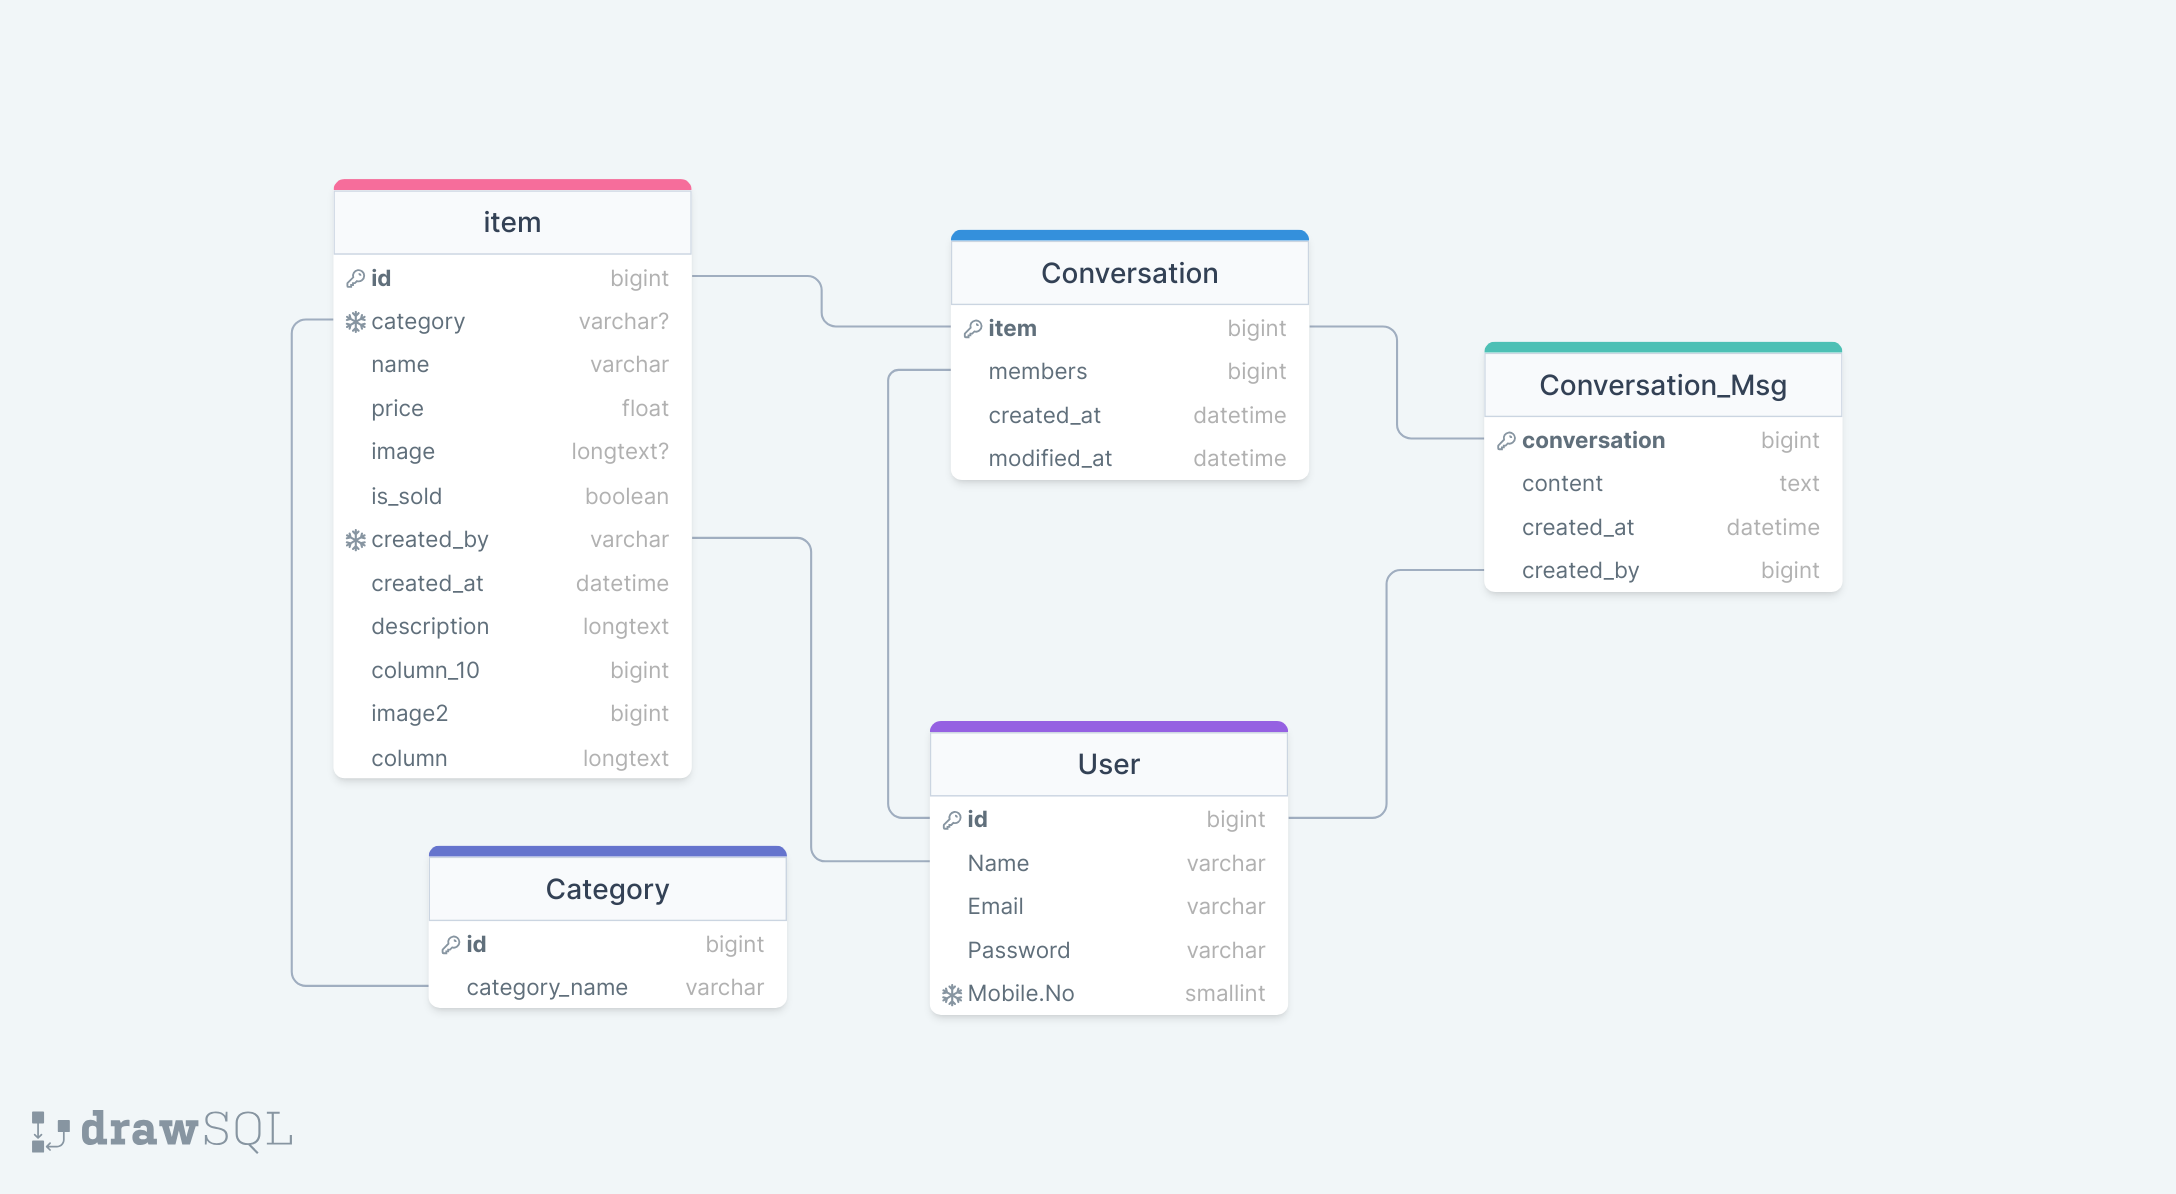 item
id bigint
category varchar?
name varchar
price float
image longtext?
is_sold boolean
created_by varchar
created_at datetime
description longtext
column_10 bigint
image2 bigint
column longtext
Conversation
item bigint
members bigint
created_at datetime
modified_at datetime
Conversation_Msg
conversation bigint
content text
created_at datetime
created_by bigint
User
id bigint
Name varchar
Email varchar
Password varchar
Mobile.No smallint
Category
id bigint
category_name varchar
drawSQL